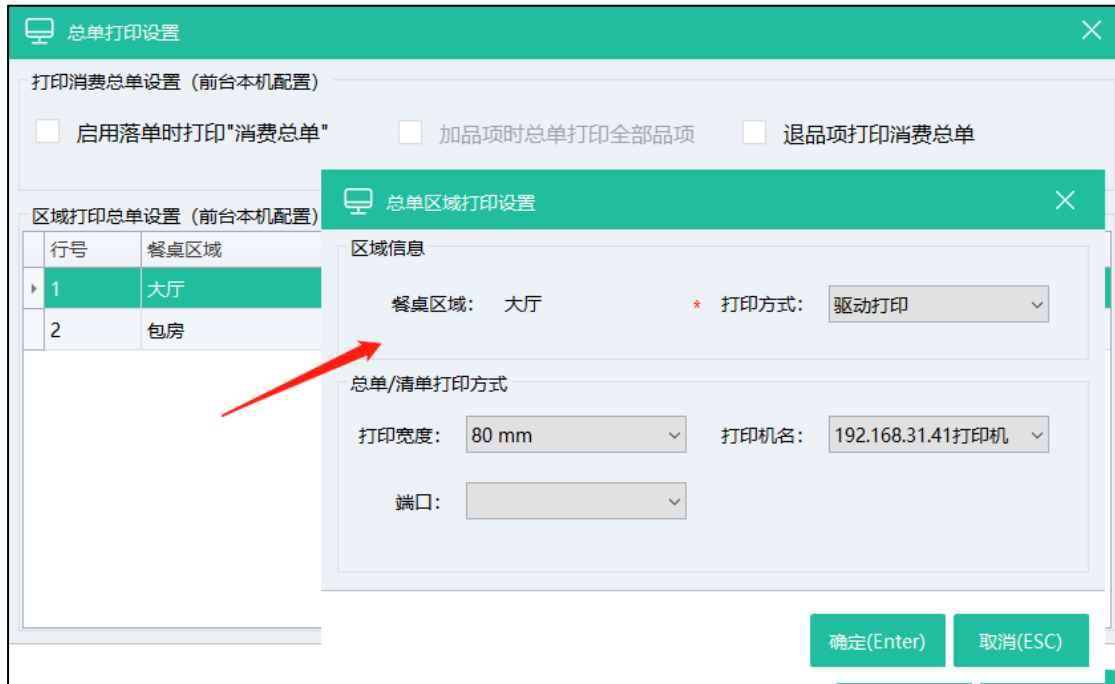 总单打印设置
打印消费总单设置（前台本机配置）
启用落单时打印"消费总单" 加品项时总单打印全部品项 退品项打印消费总单
区域打印总单设置（前台本机配置）
行号 餐桌区域
1 大厅
2 包房
总单区域打印设置
区域信息
餐桌区域： 大厅 * 打印方式： 驱动打印
总单/清单打印方式
打印宽度： 80 mm 打印机名： 192.168.31.41打印机
端口：
确定(Enter) 取消(ESC)